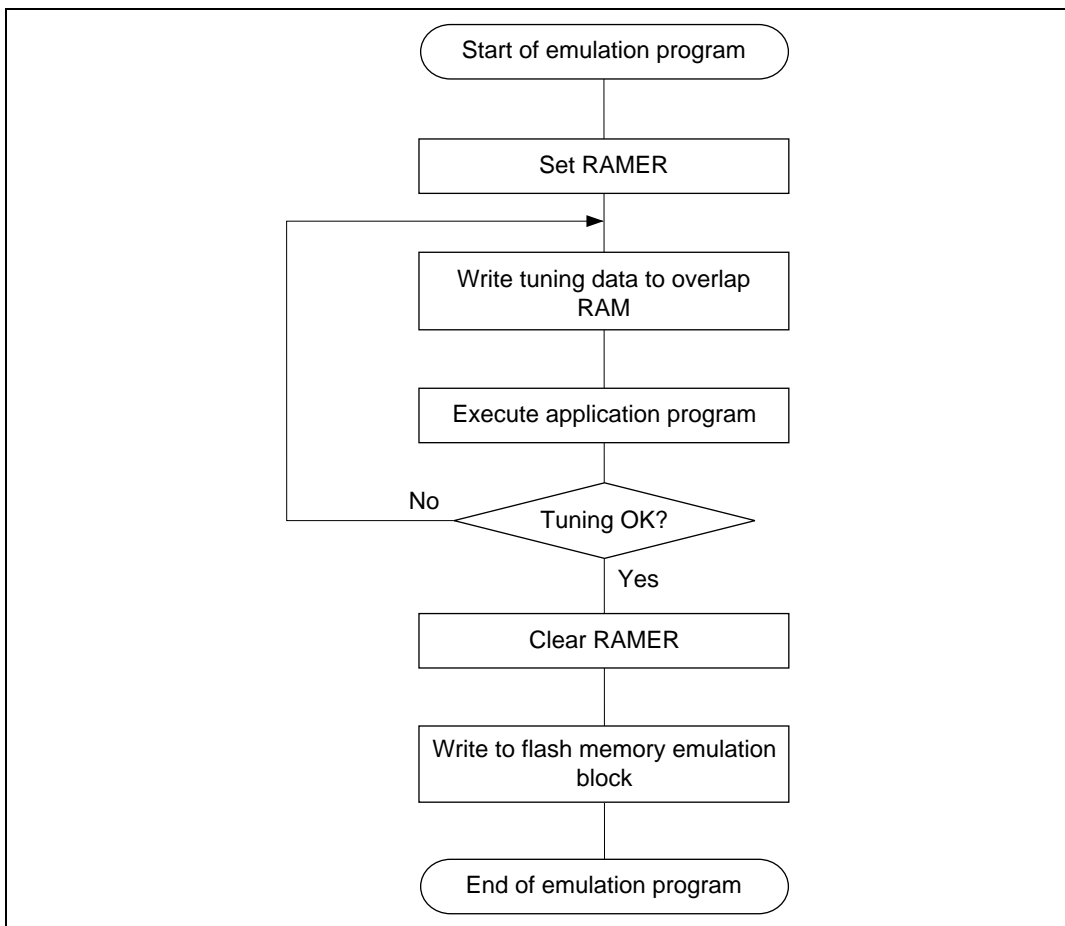 Start of emulation program
Set RAMER
Write tuning data to overlap
RAM
Execute application program
No
Tuning OK?
Yes
Clear RAMER
Write to flash memory emulation
block
End of emulation program